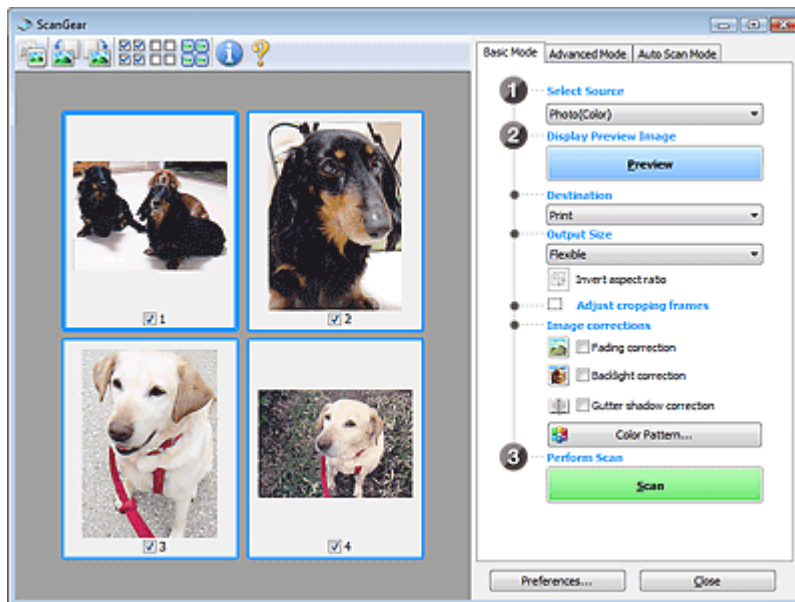 ScanGear
Basic Mode Advanced Mode Auto Scan Mode
1 Select Source
Photo(Color)
2 Display Preview Image
Preview
Destination
Print
Output Size
Flexible
Invert aspect ratio
Adjust cropping frames
Image corrections
Fading correction
Backlight correction
Gutter shadow correction
Color Pattern...
3 Perform Scan
Scan
Preferences... Close
1 2
3 4